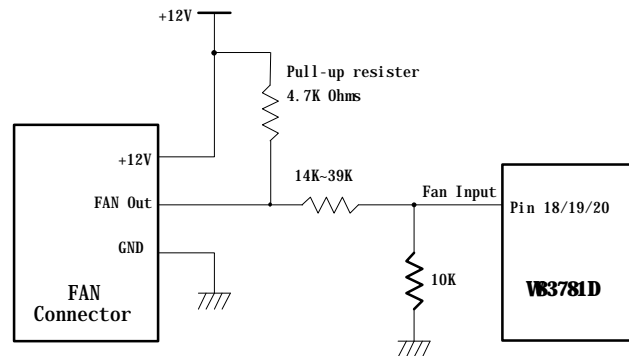 +12V
Pull-up resister
4.7K Ohms
+12V
14K~39K
Fan Input
FAN Out
Pin 18/19/20
GND
10K
W83781D
FAN
Connector